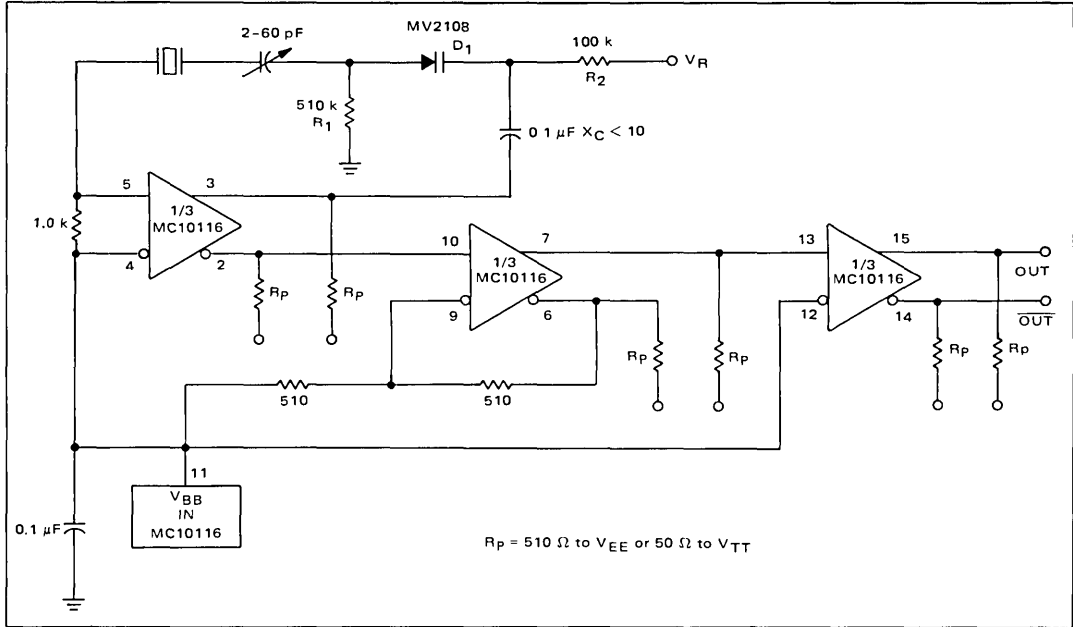 MV2108
2-60 pF
D1
100 k
VR
R2
510 k
R1
0 1 μF XC < 10
5
3
1/3
MC10116
1.0 k
4
2
10
7
1/3
MC10116
9
6
13
15
1/3
MC10116
12
14
OUT
OUT
RP
RP
RP
RP
RP
RP
510
510
11
VBB
IN
MC10116
0.1 μF
RP = 510 Ω to VEE or 50 Ω to VTT